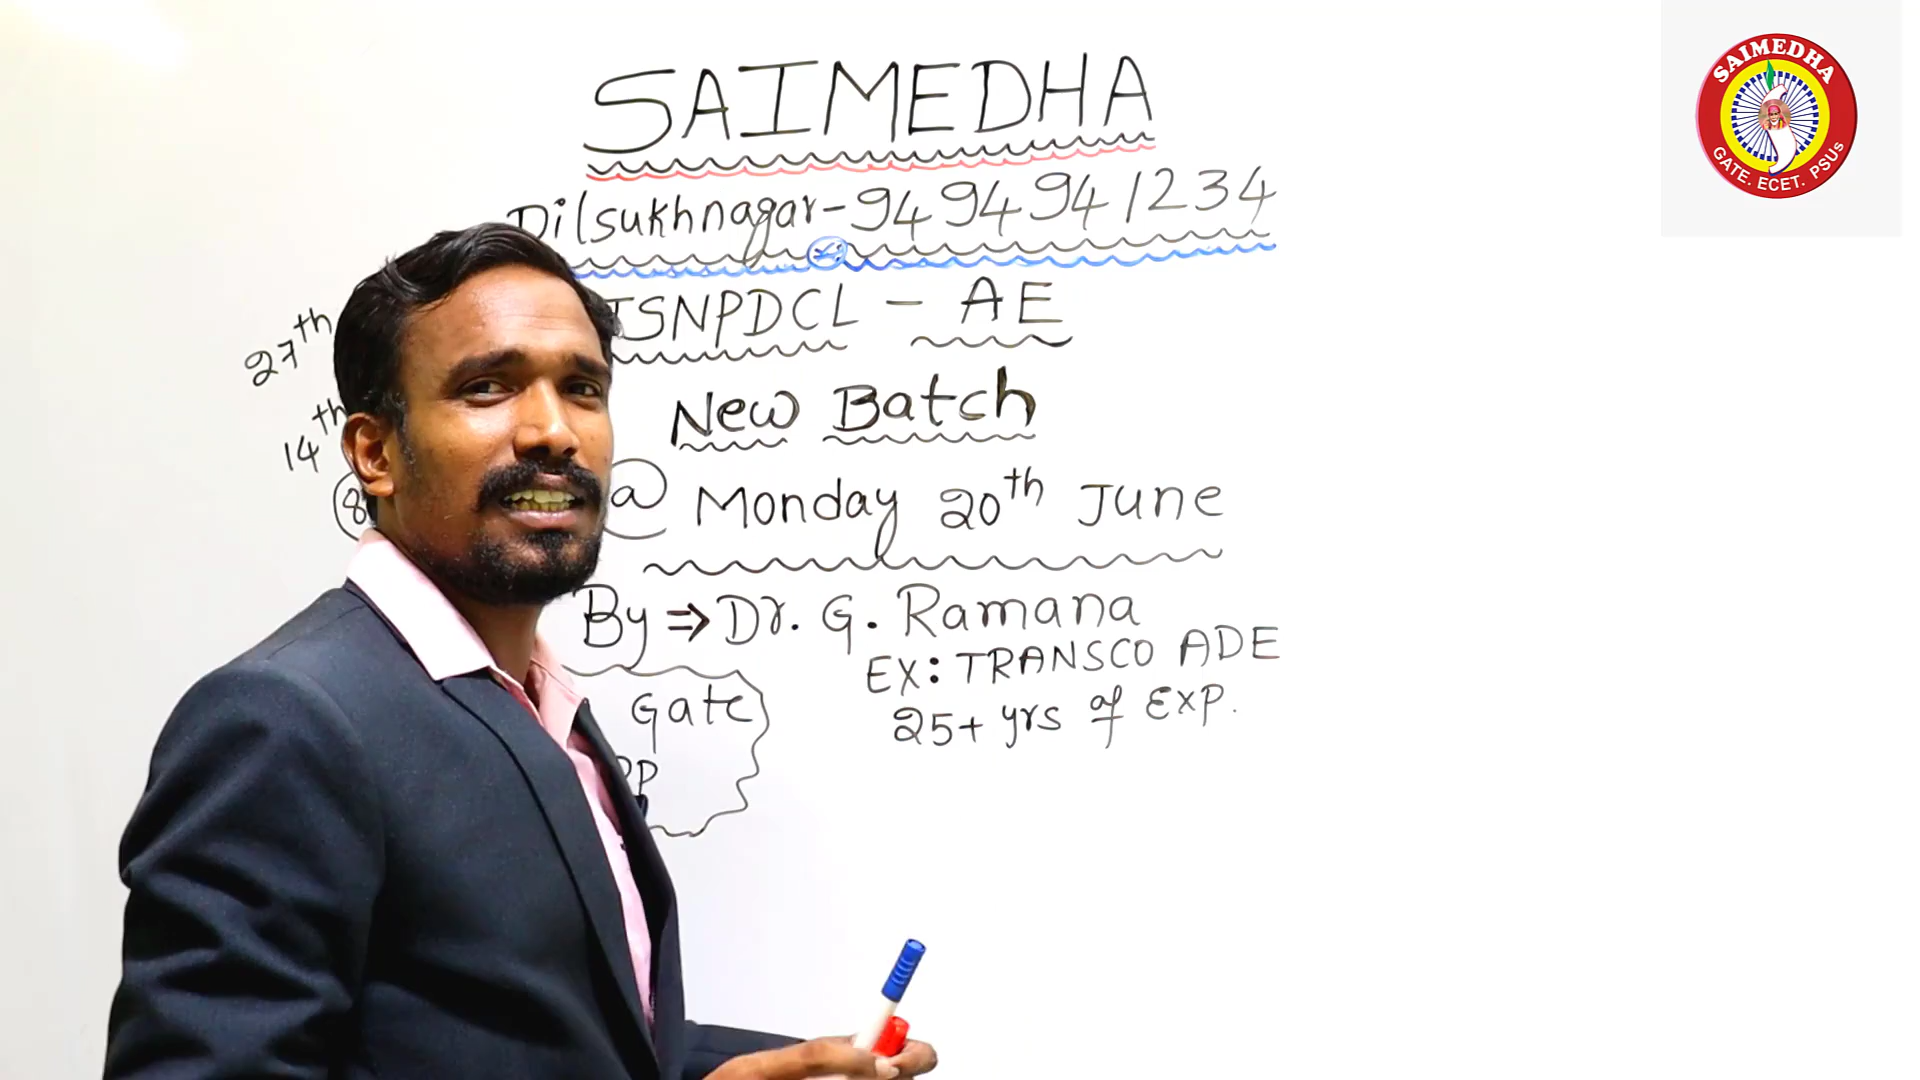 SAIMEDHA
Dilsukhnagar - 9494941234
TSNPDCL - AE
New Batch
@ Monday 20th June
By ⇒ Dr. G. Ramana
EX: TRANSCO ADE
25+ yrs of Exp.
Gate
27th
14th
8
SAIMEDHA
GATE. ECET. PSUs